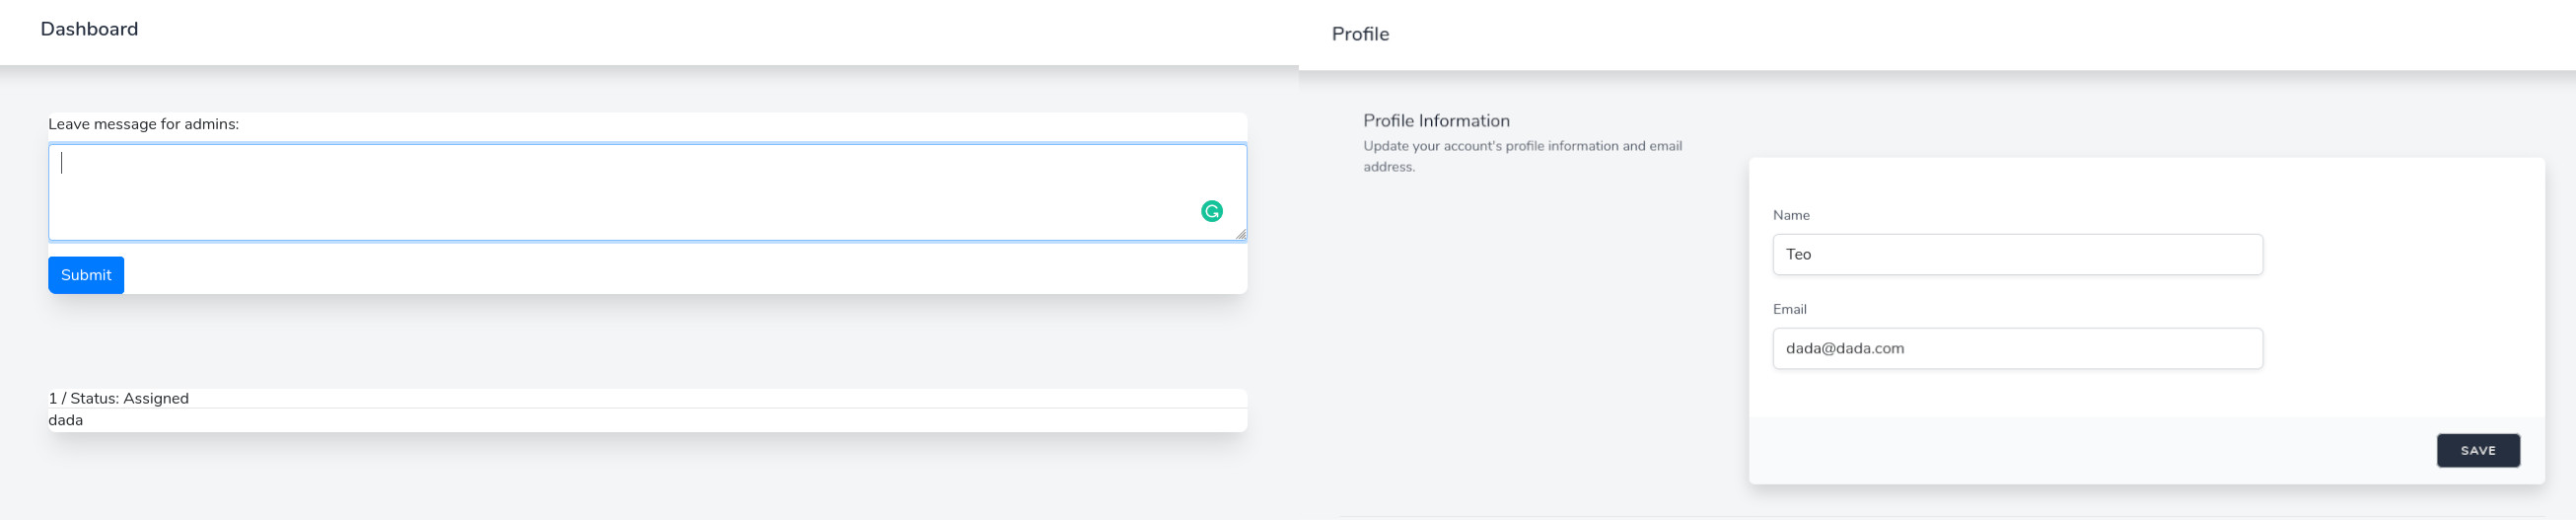 Dashboard
Leave message for admins:
Submit
1 / Status: Assigned
dada
Profile
Profile Information
Update your account's profile information and email
address.
Name
Teo
Email
dada@dada.com
SAVE